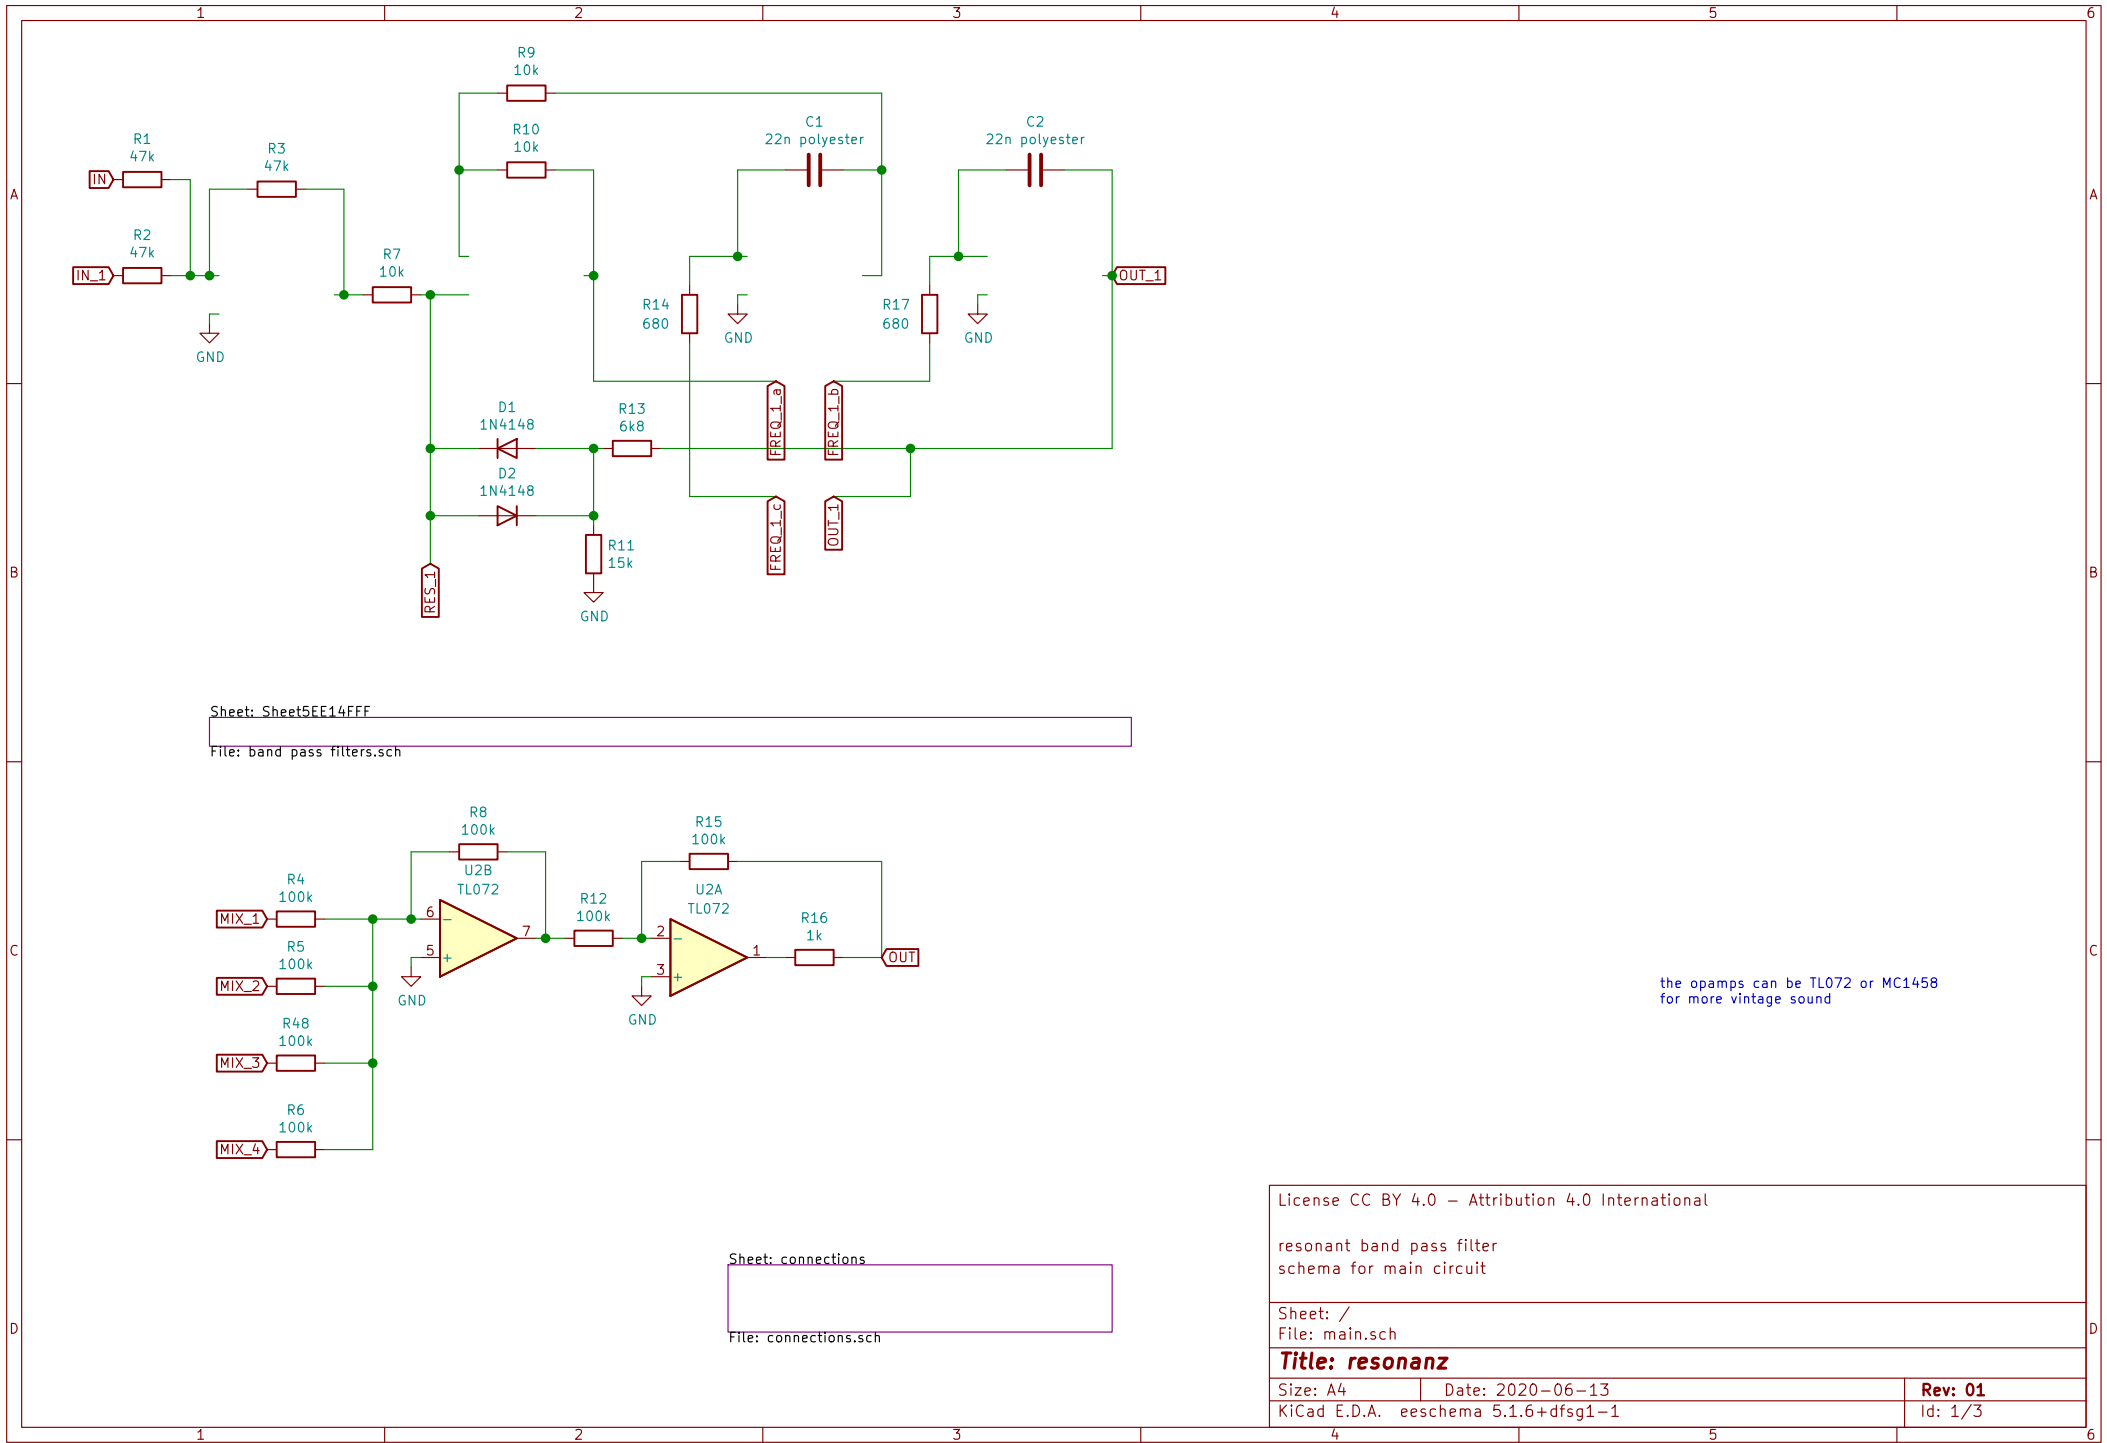 1 2 3 4 5 6
R9
10k
R10
10k
C1
22n polyester
C2
22n polyester
R1
47k
R3
47k
IN
A
A
R2
47k
R7
10k
IN_1
OUT_1
R14
680
R17
680
GND
GND
GND
FREQ_1_a
FREQ_1_b
D1
1N4148
R13
6k8
D2
1N4148
FREQ_1_c
OUT_1
R11
15k
B
B
RES_1
GND
Sheet: Sheet5EE14FFF
File: band pass filters.sch
R8
100k
U2B
TL072
R15
100k
U2A
TL072
R4
100k
R12
100k
MIX_1
6
-
7
5
+
2
-
1
3
+
R16
1k
OUT
R5
100k
C
C
MIX_2
GND
GND
the opamps can be TL072 or MC1458
for more vintage sound
R48
100k
MIX_3
R6
100k
MIX_4
License CC BY 4.0 - Attribution 4.0 International
resonant band pass filter
schema for main circuit
Sheet: connections
File: connections.sch
D
D
Sheet: /
File: main.sch
Title: resonanz
Size: A4 Date: 2020-06-13 Rev: 01
KiCad E.D.A. eeschema 5.1.6+dfsg1-1 Id: 1/3
1 2 3 4 5 6